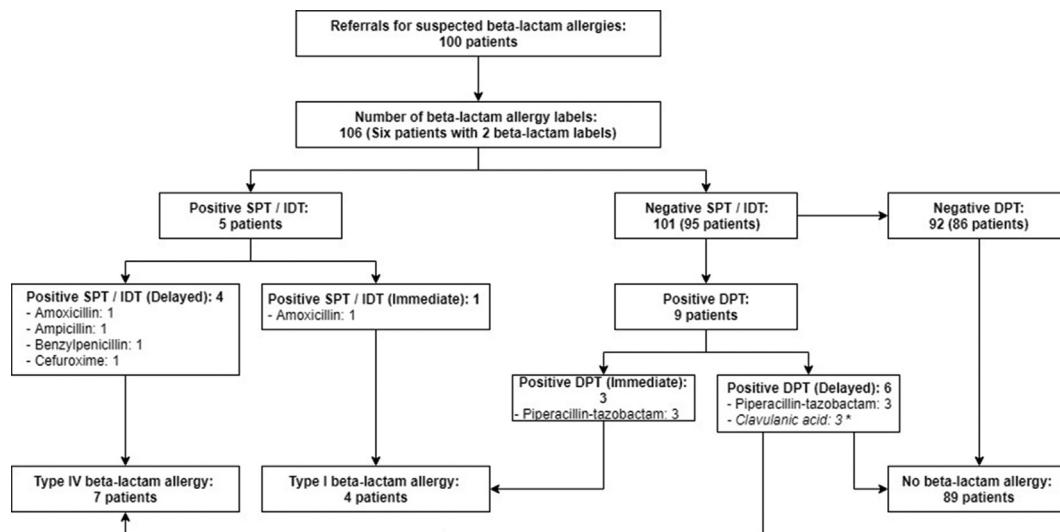 Referrals for suspected beta-lactam allergies:
100 patients
Number of beta-lactam allergy labels:
106 (Six patients with 2 beta-lactam labels)
Positive SPT / IDT:
5 patients
Negative SPT / IDT:
101 (95 patients)
Negative DPT:
92 (86 patients)
Positive SPT / IDT (Delayed): 4
- Amoxicillin: 1
- Ampicillin: 1
- Benzylpenicillin: 1
- Cefuroxime: 1
Positive SPT / IDT (Immediate): 1
- Amoxicillin: 1
Positive DPT:
9 patients
Positive DPT (Immediate):
3
- Piperacillin-tazobactam: 3
Positive DPT (Delayed): 6
- Piperacillin-tazobactam: 3
- Clavulanic acid: 3 *
Type IV beta-lactam allergy:
7 patients
Type I beta-lactam allergy:
4 patients
No beta-lactam allergy:
89 patients